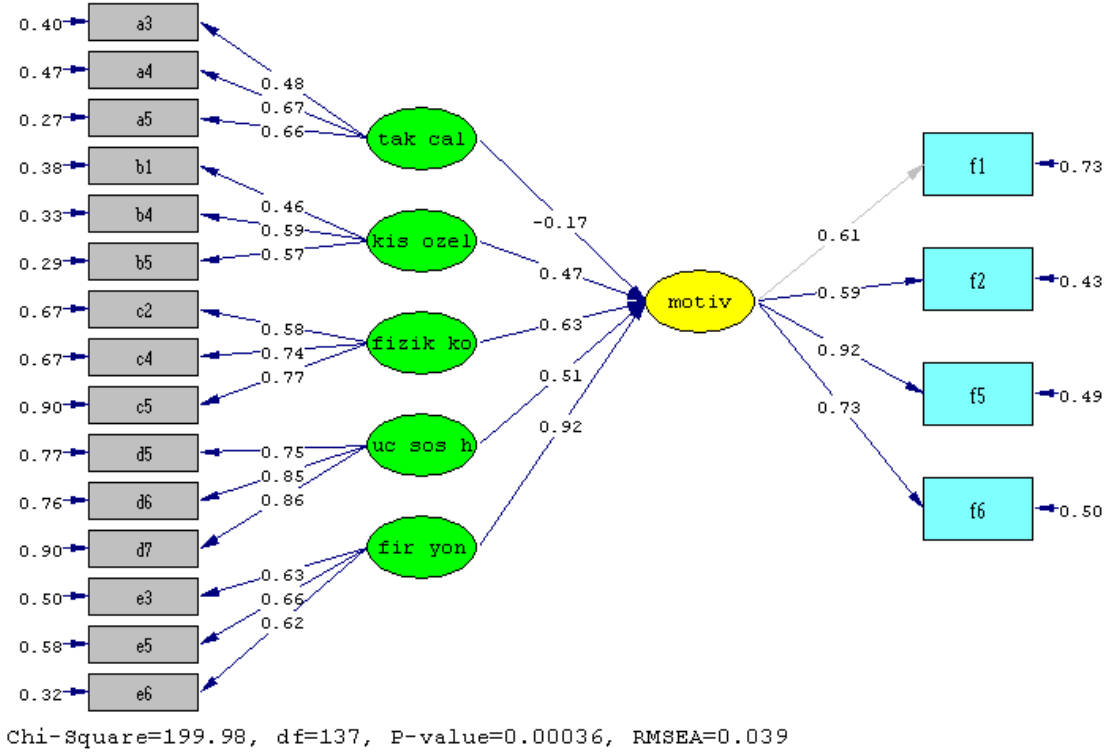 0.40 a3
0.47 a4
0.27 a5
0.38 b1
0.33 b4
0.29 b5
0.67 c2
0.67 c4
0.90 c5
0.77 d5
0.76 d6
0.90 d7
0.50 e3
0.58 e5
0.32 e6
0.48
0.67
0.66
0.46
0.59
0.57
0.58
0.74
0.77
0.75
0.85
0.86
0.63
0.66
0.62
tak cal
kis ozel
fizik ko
uc sos h
fir yon
-0.17
0.47
0.63
0.51
0.92
motiv
0.61
0.59
0.92
0.73
f1 0.73
f2 0.43
f5 0.49
f6 0.50
Chi-Square=199.98, df=137, P-value=0.00036, RMSEA=0.039